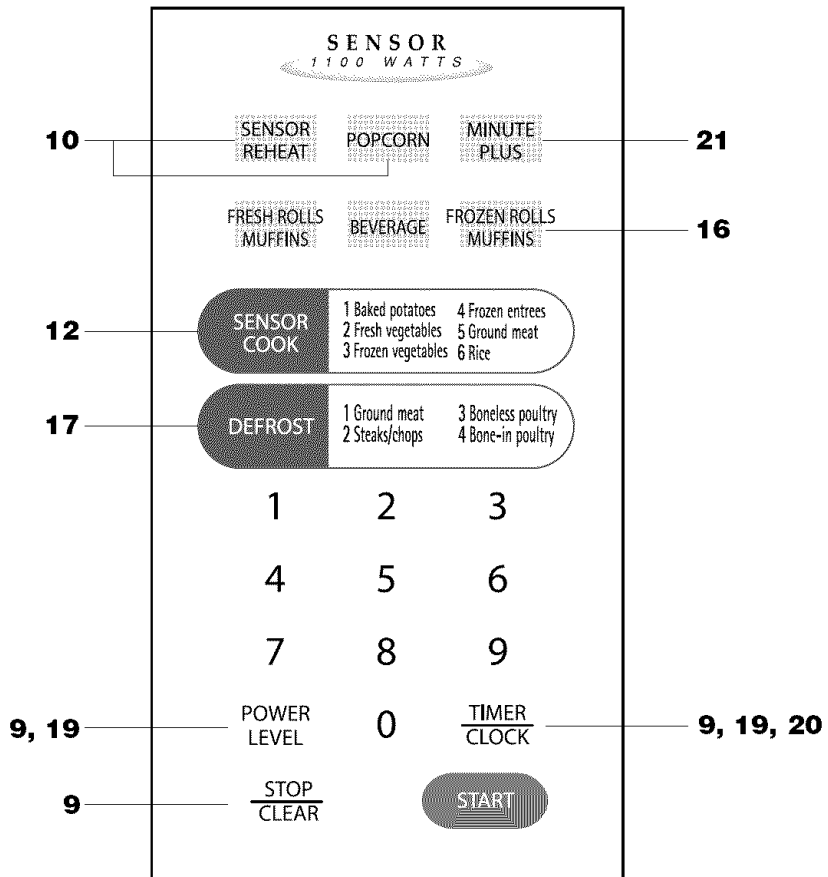 SENSOR
1100 WATTS
10
SENSOR
REHEAT
POPCORN
MINUTE
PLUS
21
FRESH ROLLS
MUFFINS
BEVERAGE
FROZEN ROLLS
MUFFINS
16
12
SENSOR
COOK
1 Baked potatoes
2 Fresh vegetables
3 Frozen vegetables
4 Frozen entrees
5 Ground meat
6 Rice
17
DEFROST
1 Ground meat
2 Steaks/chops
3 Boneless poultry
4 Bone-in poultry
1 2 3
4 5 6
7 8 9
9, 19
POWER
LEVEL
0
TIMER
CLOCK
9, 19, 20
9
STOP
CLEAR
START